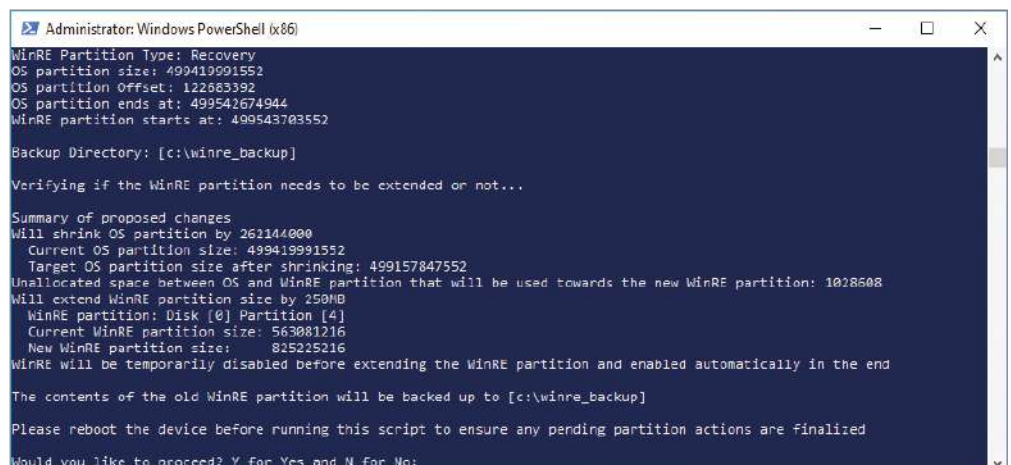 Administrator: Windows PowerShell (x86)
WinRE Partition Type: Recovery
OS partition size: 499419991552
OS partition Offset: 122683392
OS partition ends at: 499542674944
WinRE partition starts at: 499543703552
Backup Directory: [c:\winre_backup]
Verifying if the WinRE partition needs to be extended or not...
Summary of proposed changes
Will shrink OS partition by 262144000
Current OS partition size: 499419991552
Target OS partition size after shrinking: 499157847552
Unallocated space between OS and WinRE partition that will be used towards the new WinRE partition: 1028608
Will extend WinRE partition size by 250MB
WinRE partition: Disk [0] Partition [4]
Current WinRE partition size: 563081216
New WinRE partition size: 825225216
WinRE will be temporarily disabled before extending the WinRE partition and enabled automatically in the end
The contents of the old WinRE partition will be backed up to [c:\winre_backup]
Please reboot the device before running this script to ensure any pending partition actions are finalized
Would you like to proceed? Y for Yes and N for No: